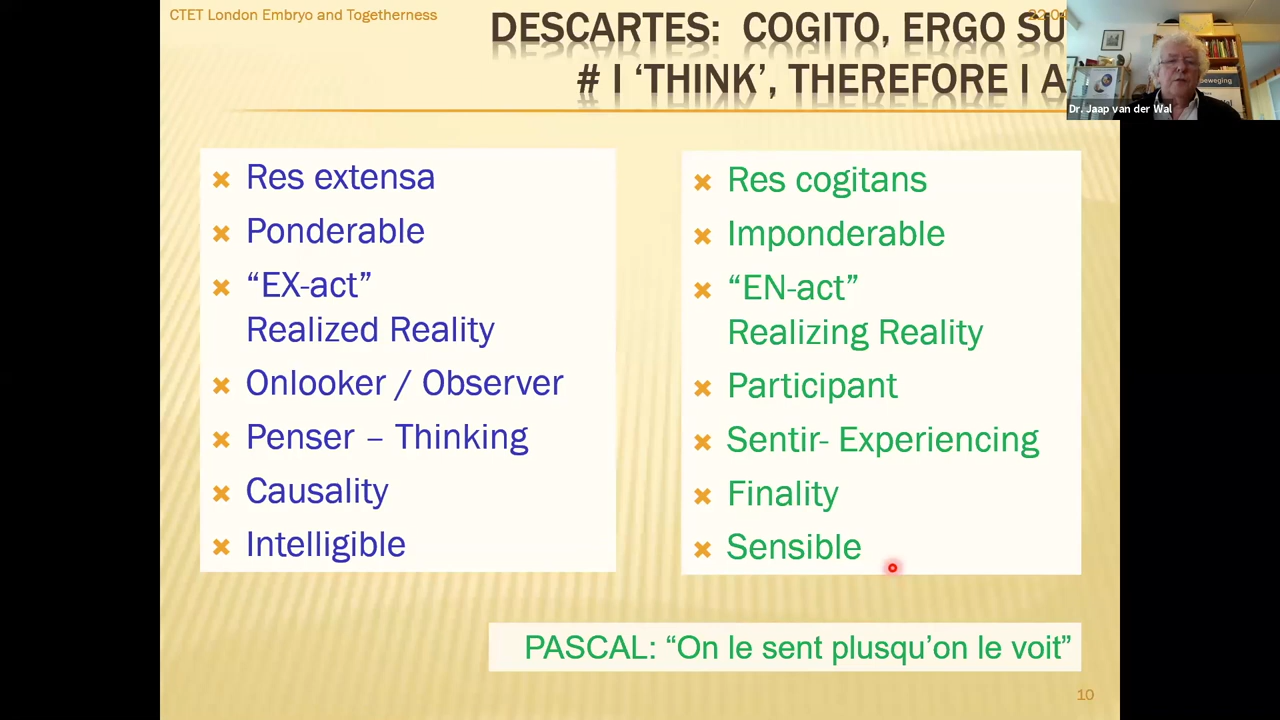 CTET London Embryo and Togetherness
DESCARTES: COGITO, ERGO SU
# I ‘THINK’, THEREFORE I A
Dr. Jaap van der Wal
beweging
Res extensa
Ponderable
“EX-act”
Realized Reality
Onlooker / Observer
Penser – Thinking
Causality
Intelligible
Res cogitans
Imponderable
“EN-act”
Realizing Reality
Participant
Sentir- Experiencing
Finality
Sensible
PASCAL: “On le sent plusqu’on le voit”
10